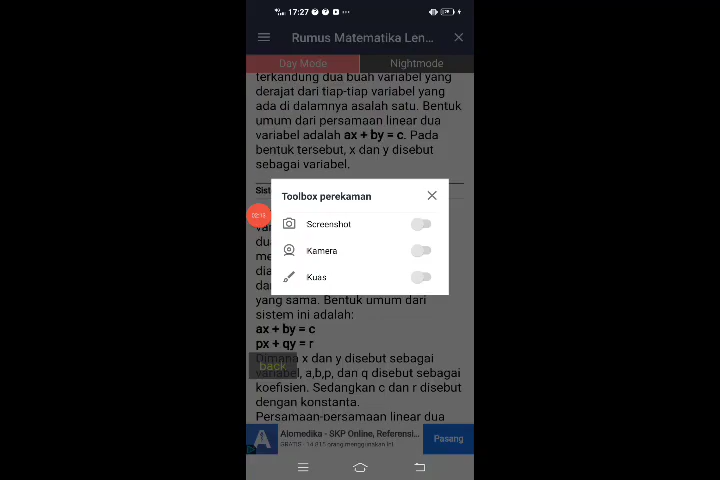 17:27
Rumus Matematika Len...
Day Mode
Nightmode
terkandung dua buah variabel yang
derajat dari tiap-tiap variabel yang
ada di dalamnya asalah satu. Bentuk
umum dari persamaan linear dua
variabel adalah ax + by = c. Pada
bentuk tersebut, x dan y disebut
sebagai variabel.
Toolbox perekaman
Screenshot
Kamera
Kuas
yang sama. Bentuk umum dari
sistem ini adalah:
ax + by = c
px + qy = r
Dimana x dan y disebut sebagai
back
variabel, a,b,p, dan q disebut sebagai
koefisien. Sedangkan c dan r disebut
dengan konstanta.
Persamaan-persamaan linear dua
Alomedika - SKP Online, Referensi...
Pasang